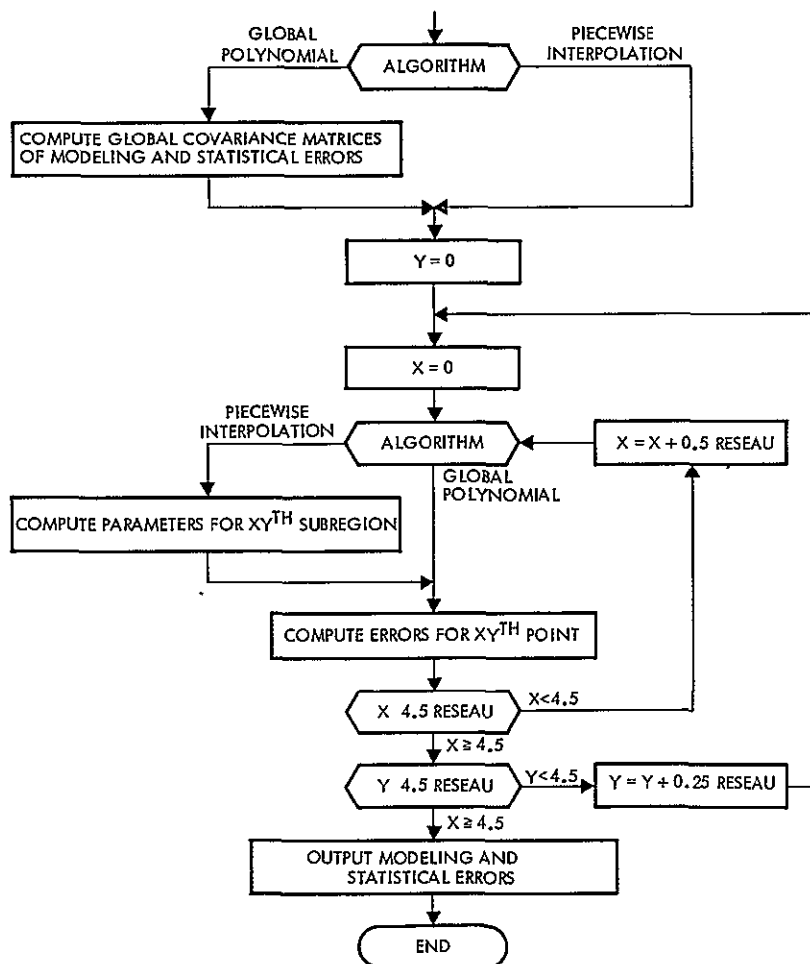 GLOBAL
POLYNOMIAL
PIECEWISE
INTERPOLATION
ALGORITHM
COMPUTE GLOBAL COVARIANCE MATRICES
OF MODELING AND STATISTICAL ERRORS
Y = 0
X = 0
PIECEWISE
INTERPOLATION
ALGORITHM
X = X + 0.5 RESEAU
GLOBAL
POLYNOMIAL
COMPUTE PARAMETERS FOR XYTH SUBREGION
COMPUTE ERRORS FOR XYTH POINT
X 4.5 RESEAU
X<4.5
X ≧ 4.5
Y 4.5 RESEAU
Y<4.5
Y = Y + 0.25 RESEAU
X ≧ 4.5
OUTPUT MODELING AND
STATISTICAL ERRORS
END